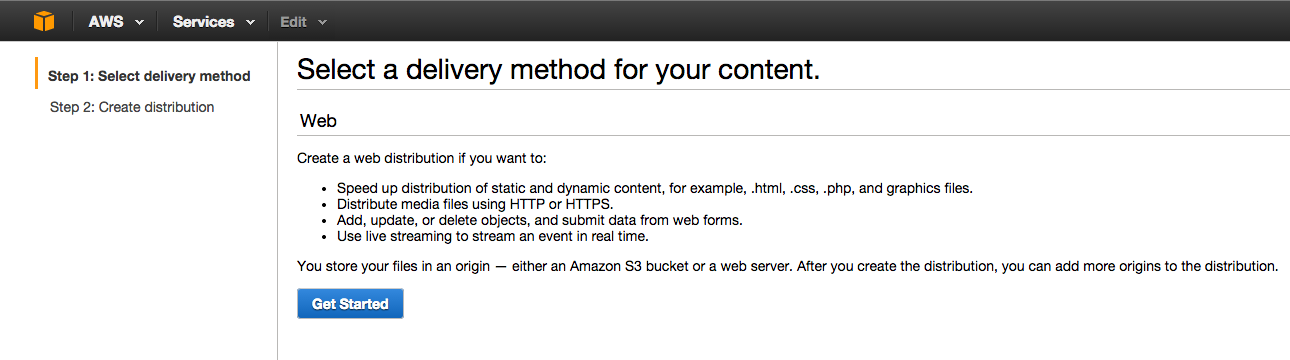 AWS Services Edit
Step 1: Select delivery method
Step 2: Create distribution
Select a delivery method for your content.
Web
Create a web distribution if you want to:
• Speed up distribution of static and dynamic content, for example, .html, .css, .php, and graphics files.
• Distribute media files using HTTP or HTTPS.
• Add, update, or delete objects, and submit data from web forms.
• Use live streaming to stream an event in real time.
You store your files in an origin — either an Amazon S3 bucket or a web server. After you create the distribution, you can add more origins to the distribution.
Get Started